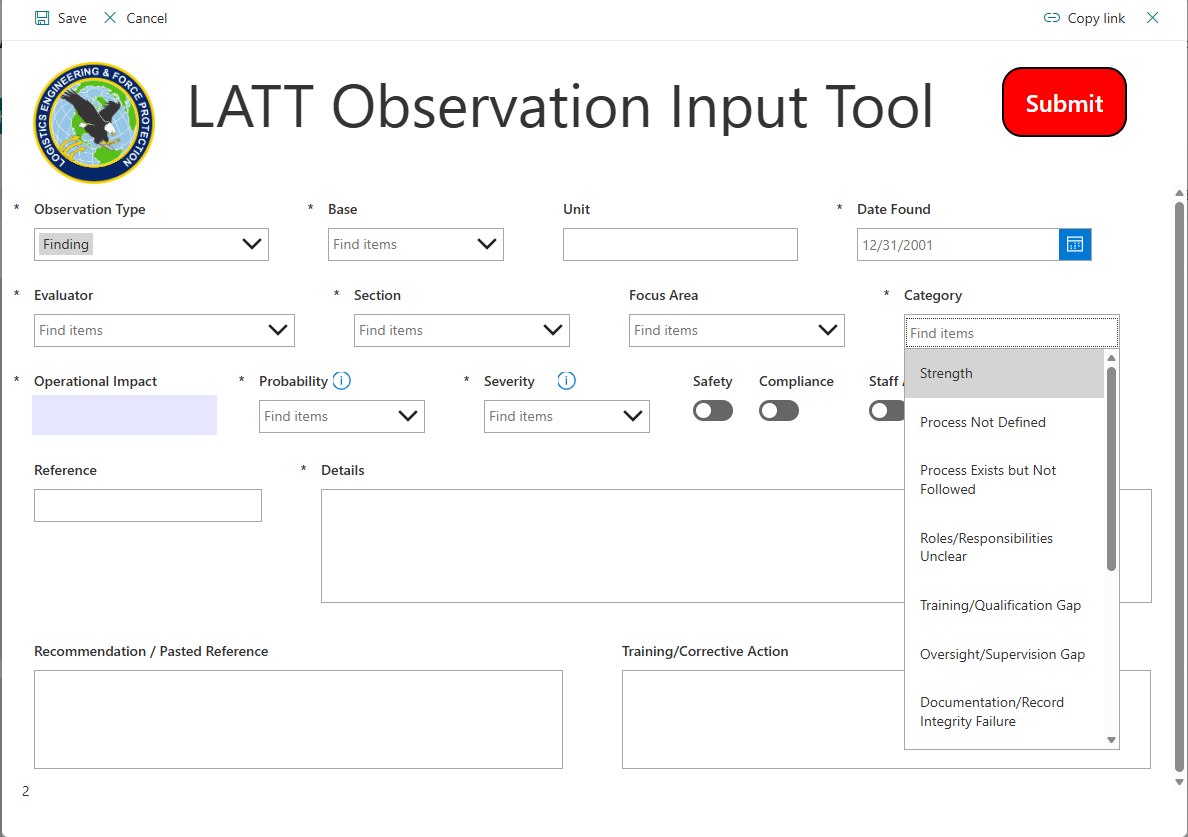 Save
Cancel
Copy link
LOGISTICS ENGINEERING & FORCE PROTECTION
LATT Observation Input Tool
Submit
* Observation Type
* Base
Unit
* Date Found
Finding
Find items
12/31/2001
* Evaluator
* Section
Focus Area
* Category
Find items
Find items
Find items
Find items
Strength
Process Not Defined
Process Exists but Not
Followed
Roles/Responsibilities
Unclear
Training/Qualification Gap
Oversight/Supervision Gap
Documentation/Record
Integrity Failure
* Operational Impact
* Probability
* Severity
Safety
Compliance
Staff
Find items
Find items
Reference
* Details
Recommendation / Pasted Reference
Training/Corrective Action
2